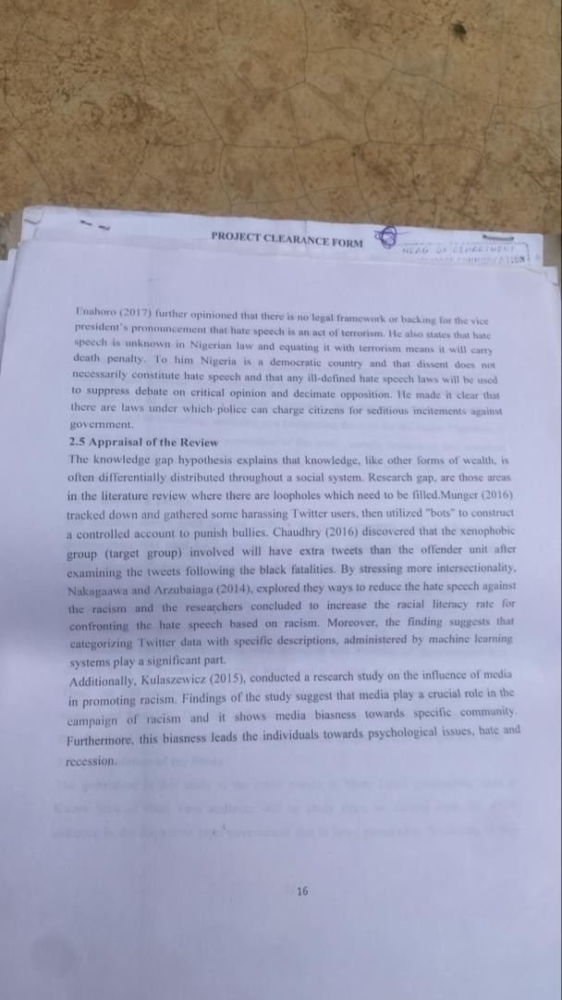 PROJECT CLEARANCE FORM
HEAD OF DEPARTMENT
Enahoro (2017) further opinioned that there is no legal framework or backing for the vice
president's pronouncement that hate speech is an act of terrorism. He also states that hate
speech is unknown in Nigerian law and equating it with terrorism means it will carry
death penalty. To him Nigeria is a democratic country and that dissent does not
necessarily constitute hate speech and that any ill-defined hate speech laws will be used
to suppress debate on critical opinion and decimate opposition. He made it clear that
there are laws under which police can charge citizens for seditious incitements against
government.
2.5 Appraisal of the Review
The knowledge gap hypothesis explains that knowledge, like other forms of wealth, is
often differentially distributed throughout a social system. Research gap, are those areas
in the literature review where there are loopholes which need to be filled.Munger (2016)
tracked down and gathered some harassing Twitter users, then utilized "bots" to construct
a controlled account to punish bullies. Chaudhry (2016) discovered that the xenophobic
group (target group) involved will have extra tweets than the offender unit after
examining the tweets following the black fatalities. By stressing more intersectionality,
Nakagaawa and Arzubaiaga (2014), explored they ways to reduce the hate speech against
the racism and the researchers concluded to increase the racial literacy rate for
confronting the hate speech based on racism. Moreover, the finding suggests that
categorizing Twitter data with specific descriptions, administered by machine learning
systems play a significant part.
Additionally, Kulaszewicz (2015), conducted a research study on the influence of media
in promoting racism. Findings of the study suggest that media play a crucial role in the
campaign of racism and it shows media biasness towards specific community.
Furthermore, this biasness leads the individuals towards psychological issues, hate and
recession.
16